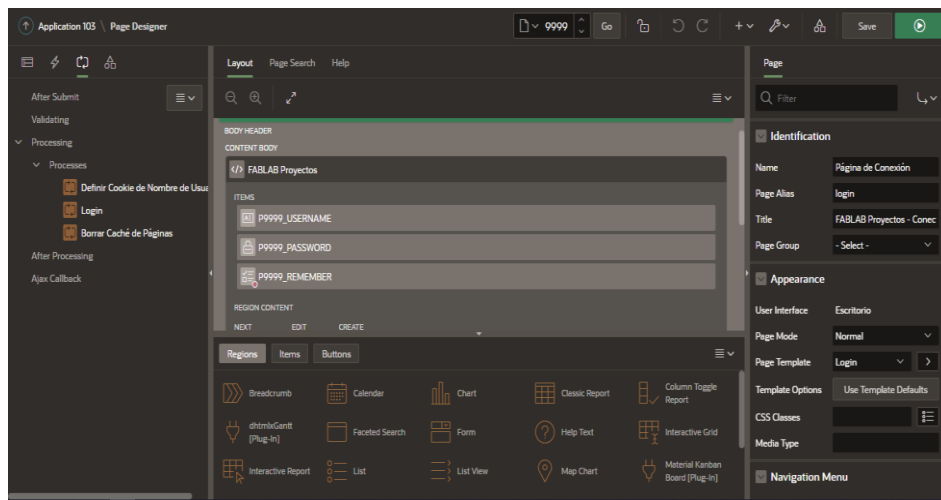 Application 103 \ Page Designer
9999
Go
Save
After Submit
Validating
Processing
Processes
Definir Cookie de Nombre de Usua
Login
Borrar Caché de Páginas
After Processing
Ajax Callback
Layout Page Search Help
BODY HEADER
CONTENT BODY
FABLAB Proyectos
ITEMS
P9999_USERNAME
P9999_PASSWORD
P9999_REMEMBER
REGION CONTENT
NEXT EDIT CREATE
Regions Items Buttons
Breadcrumb
Calendar
Chart
Classic Report
Column Toggle
Report
dhtmlxGantt
[Plug-In]
Faceted Search
Form
Help Text
Interactive Grid
Interactive Report
List
List View
Map Chart
Material Kanban
Board [Plug-In]
Page
Filter
Identification
Name Página de Conexión
Page Alias login
Title FABLAB Proyectos - Conec
Page Group - Select -
Appearance
User Interface Escritorio
Page Mode Normal
Page Template Login
Template Options Use Template Defaults
CSS Classes
Media Type
Navigation Menu